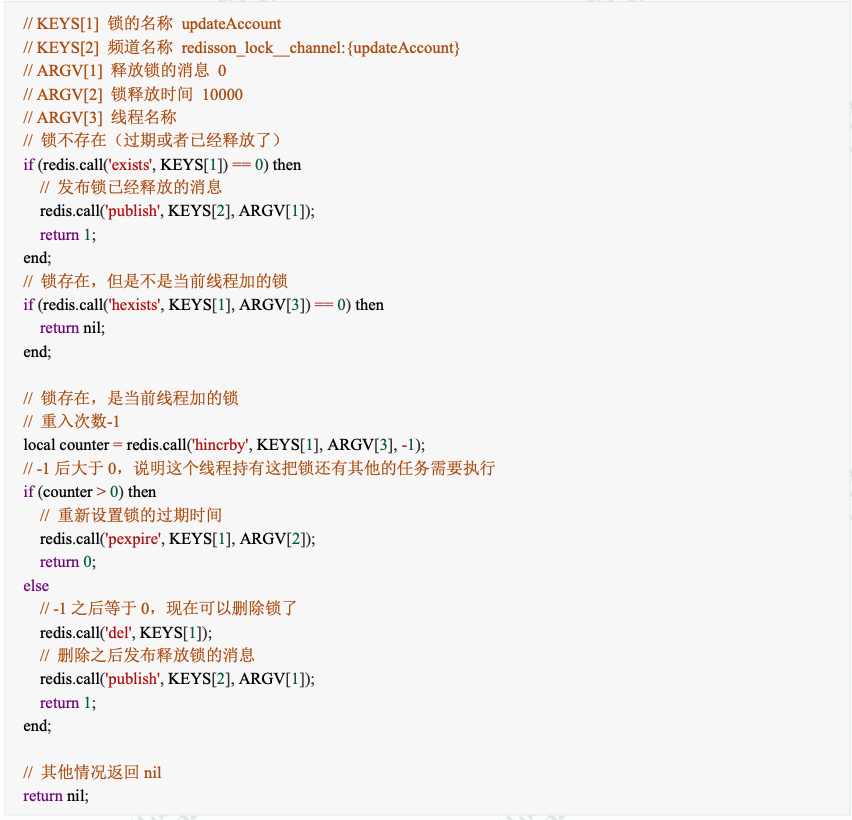 // KEYS[1] 锁的名称 updateAccount
// KEYS[2] 频道名称 redisson_lock__channel:{updateAccount}
// ARGV[1] 释放锁的消息 0
// ARGV[2] 锁释放时间 10000
// ARGV[3] 线程名称
// 锁不存在（过期或者已经释放了）
if (redis.call('exists', KEYS[1]) == 0) then
// 发布锁已经释放的消息
redis.call('publish', KEYS[2], ARGV[1]);
return 1;
end;
// 锁存在，但是不是当前线程加的锁
if (redis.call('hexists', KEYS[1], ARGV[3]) == 0) then
return nil;
end;
// 锁存在，是当前线程加的锁
// 重入次数-1
local counter = redis.call('hincrby', KEYS[1], ARGV[3], -1);
// -1 后大于 0，说明这个线程持有这把锁还有其他的任务需要执行
if (counter > 0) then
// 重新设置锁的过期时间
redis.call('pexpire', KEYS[1], ARGV[2]);
return 0;
else
// -1 之后等于 0，现在可以删除锁了
redis.call('del', KEYS[1]);
// 删除之后发布释放锁的消息
redis.call('publish', KEYS[2], ARGV[1]);
return 1;
end;
// 其他情况返回 nil
return nil;